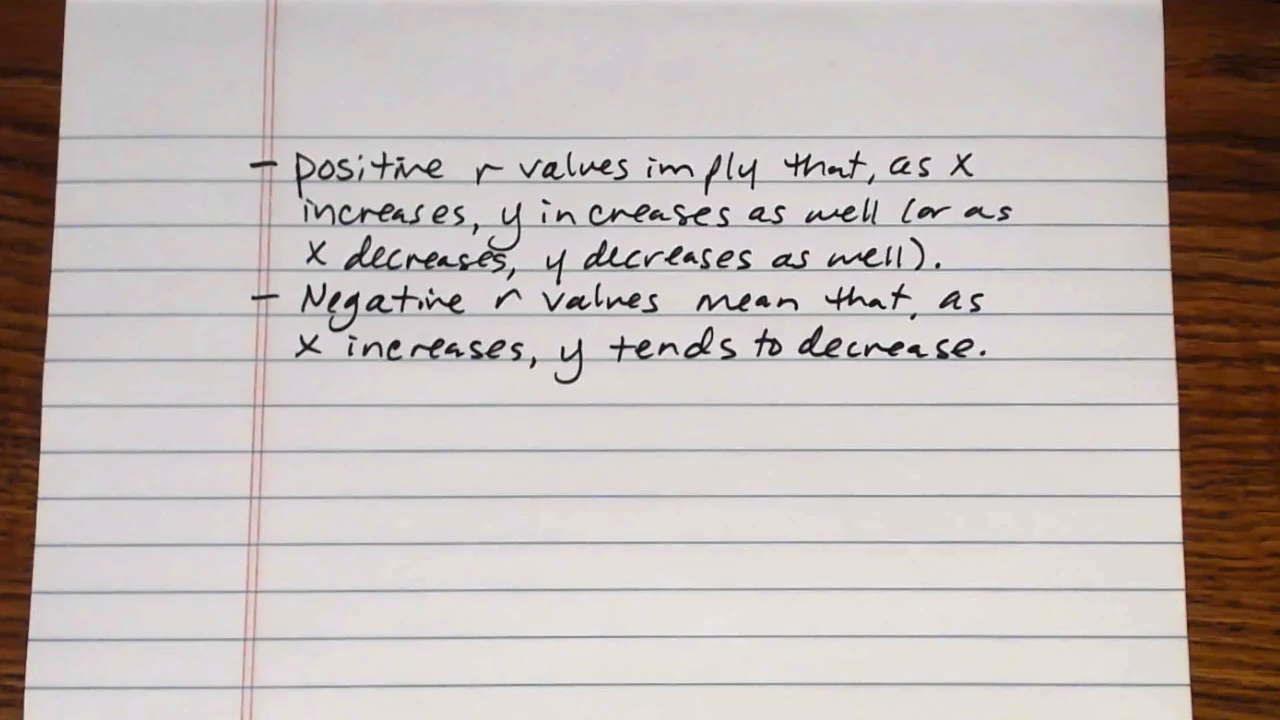 - positive r values imply that, as x
increases, y increases as well (or as
x decreases, y decreases as well).
- Negative r values mean that, as
x increases, y tends to decrease.